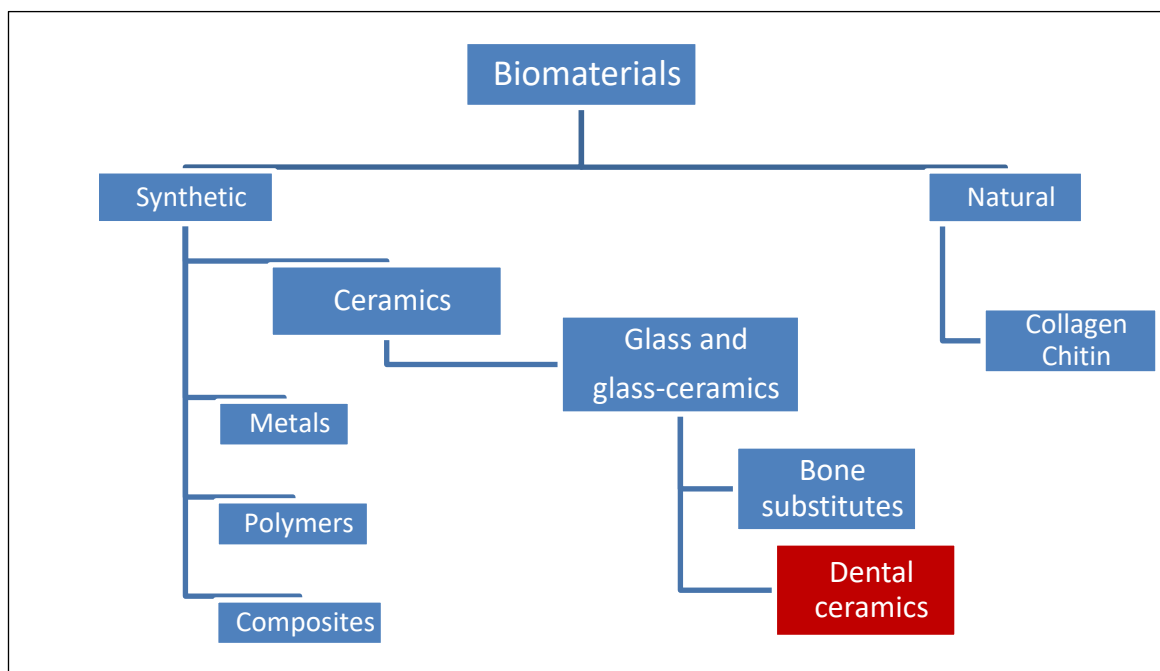 Biomaterials
Synthetic
Natural
Ceramics
Glass and
glass-ceramics
Collagen
Chitin
Metals
Bone
substitutes
Polymers
Dental
ceramics
Composites